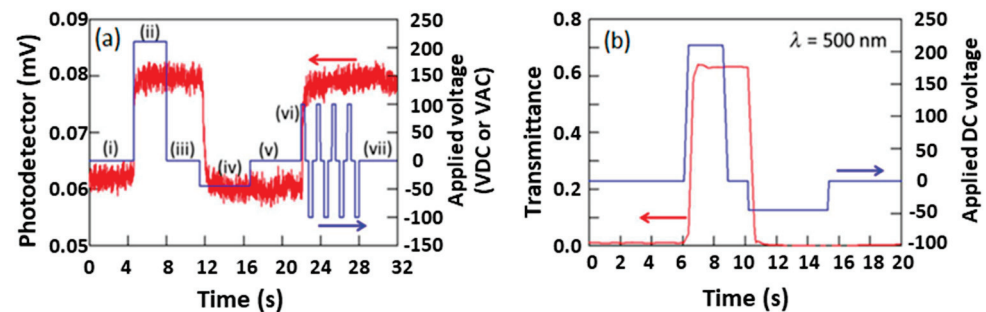 (a)
Photodetector (mV)
0.09
0.08
0.07
0.06
0.05
(i)
(ii)
(iii)
(iv)
(v)
(vi)
(vii)
250
200
150
100
50
0
-50
-100
-150
Applied voltage
(VDC or VAC)
0 4 8 12 16 20 24 28 32
Time (s)
(b)
λ = 500 nm
Transmittance
0.8
0.6
0.4
0.2
0.0
250
200
150
100
50
0
-50
-100
Applied DC voltage
0 2 4 6 8 10 12 14 16 18 20
Time (s)